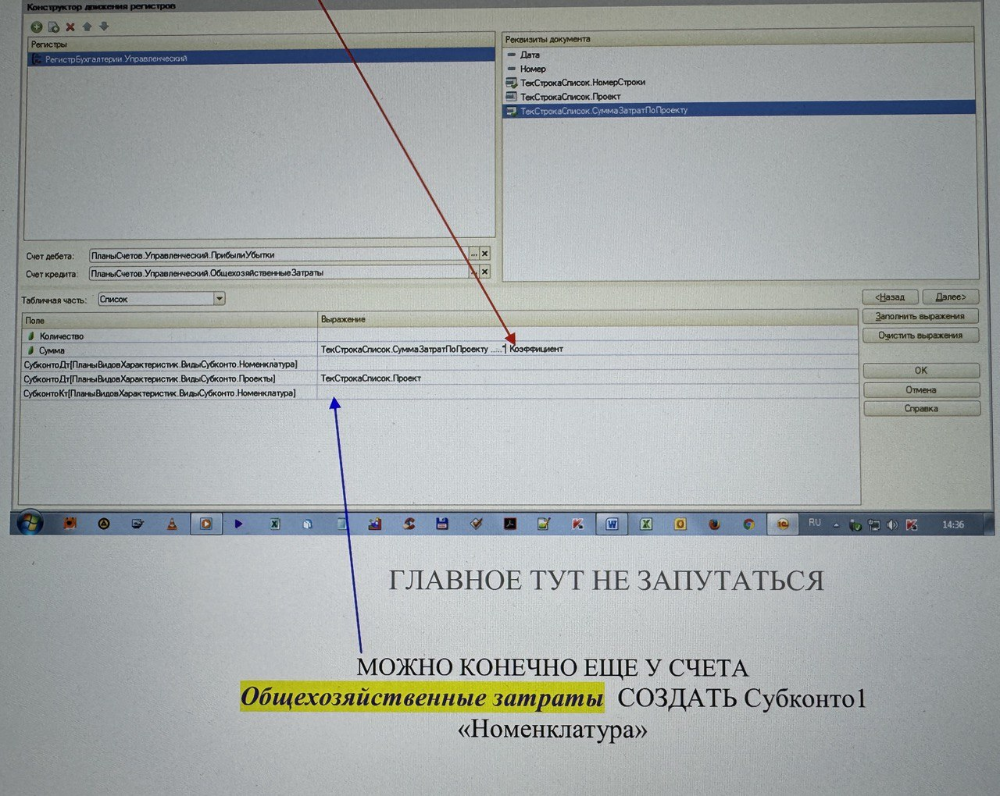 Конструктор движения регистров
Регистры
РегистрБухгалтерии.Управленческий
Реквизиты документа
Дата
Номер
ТекСтрокаСписок.НомерСтроки
ТекСтрокаСписок.Проект
ТекСтрокаСписок.СуммаЗатратПоПроекту
Счет дебета: ПланыСчетов.Управленческий.ПрибылиУбытки ...
Счет кредита: ПланыСчетов.Управленческий.ОбщехозяйственныеЗатраты
Табличная часть: Список
<Назад Далее>
Заполнить выражения
Очистить выражения
OK
Отмена
Справка
Поле Выражение
Количество
Сумма ТекСтрокаСписок.СуммаЗатратПоПроекту .....* Коэффициент
СубконтоДт[ПланыВидовХарактеристик.ВидыСубконто.Номенклатура]
СубконтоДт[ПланыВидовХарактеристик.ВидыСубконто.Проекты] ТекСтрокаСписок.Проект
СубконтоКт[ПланыВидовХарактеристик.ВидыСубконто.Номенклатура]
RU 14:36
ГЛАВНОЕ ТУТ НЕ ЗАПУТАТЬСЯ
МОЖНО КОНЕЧНО ЕЩЕ У СЧЕТА
Общехозяйственные затраты СОЗДАТЬ Субконто1
«Номенклатура»